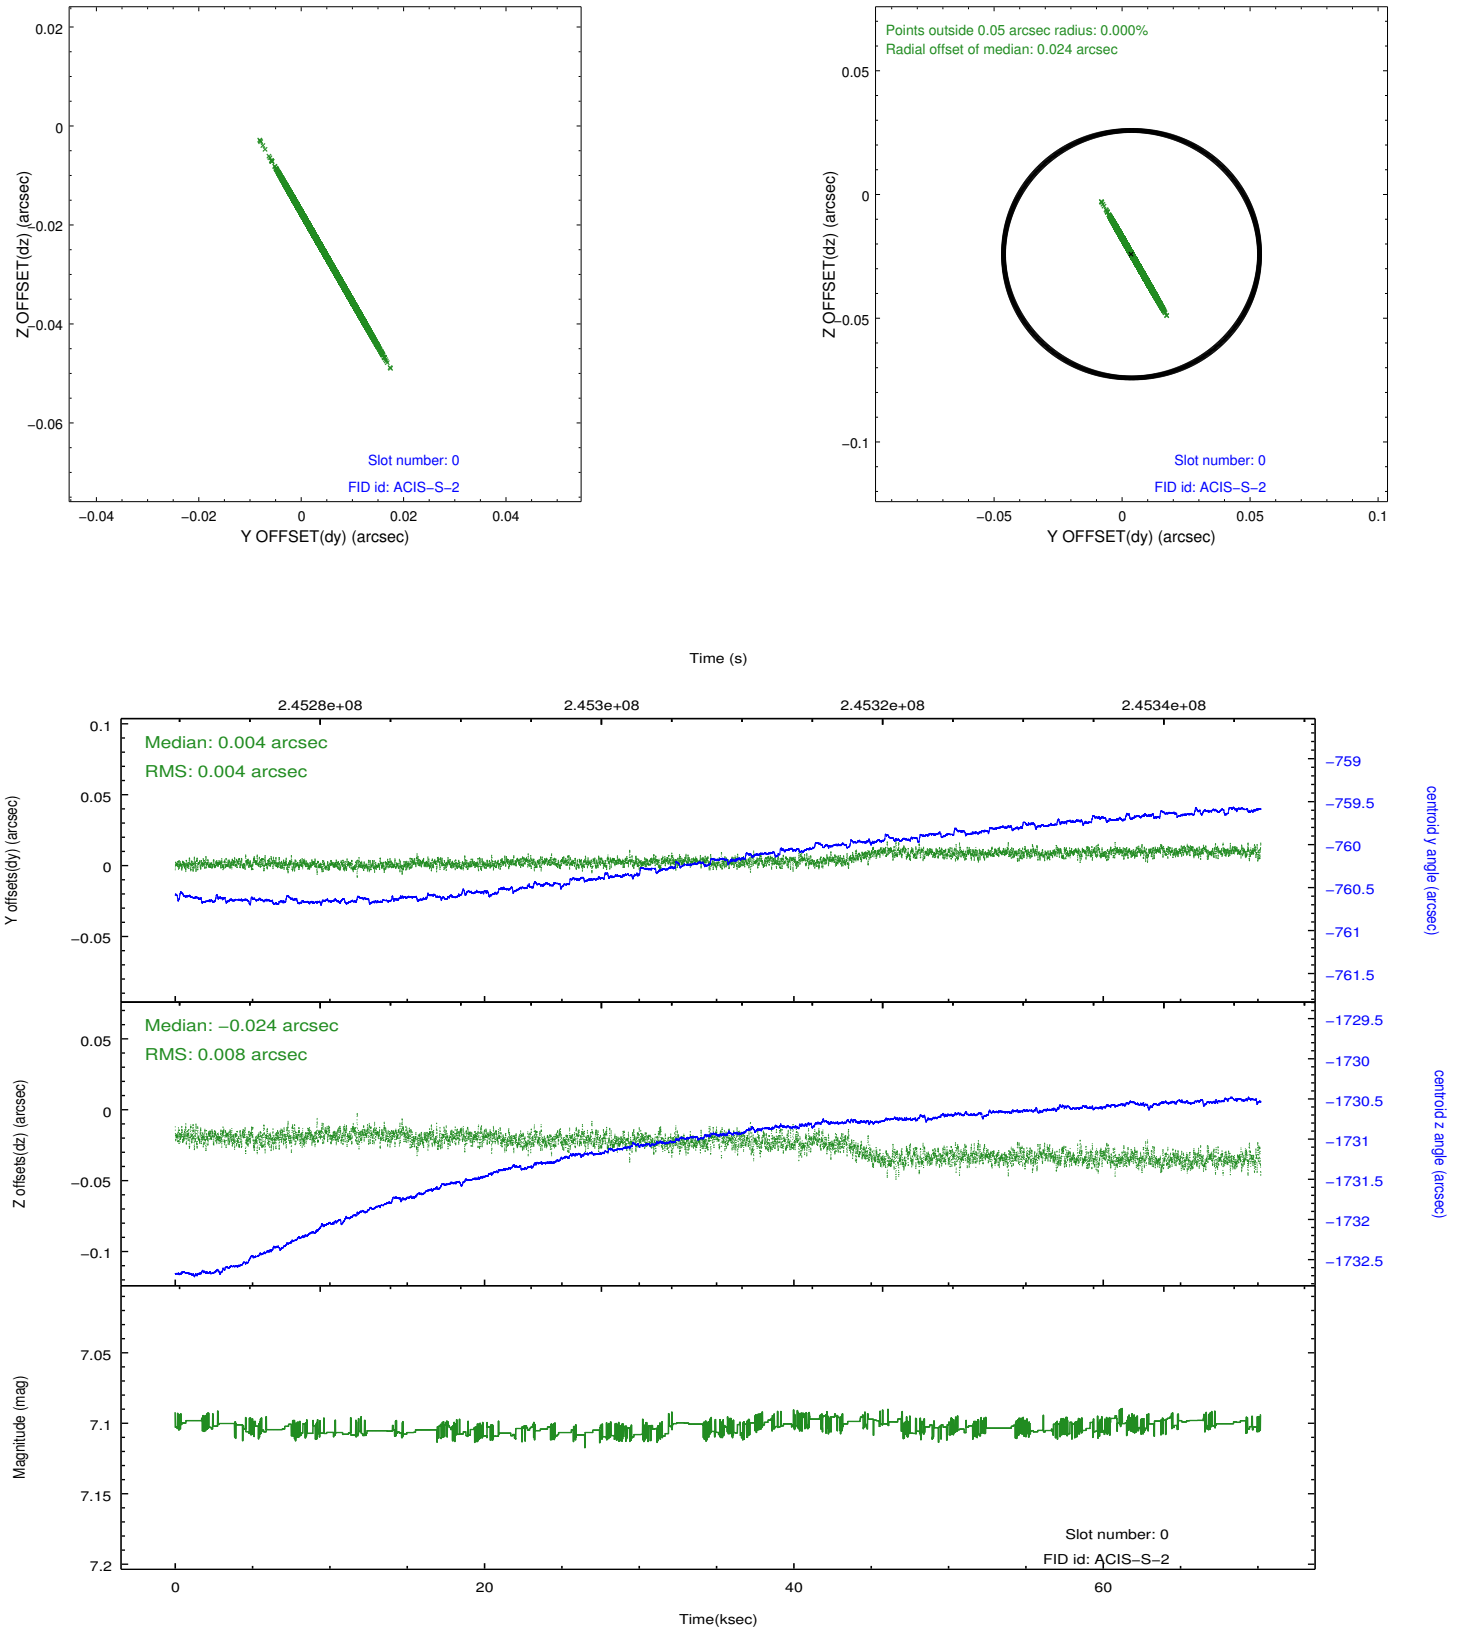 0.02
0
−0.02
−0.04
−0.06
Z OFFSET(dz) (arcsec)
Slot number: 0
FID id: ACIS−S−2
−0.04 −0.02 0 0.02 0.04
Y OFFSET(dy) (arcsec)
Points outside 0.05 arcsec radius: 0.000%
Radial offset of median: 0.024 arcsec
0.05
0
−0.05
−0.1
Z OFFSET(dz) (arcsec)
Slot number: 0
FID id: ACIS−S−2
−0.05 0 0.05 0.1
Y OFFSET(dy) (arcsec)
Time (s)
2.4528e+08 2.453e+08 2.4532e+08 2.4534e+08
Median: 0.004 arcsec
RMS: 0.004 arcsec
0.1
0.05
0
−0.05
Y offsets(dy) (arcsec)
−759
−759.5
−760
−760.5
−761
−761.5
centroid y angle (arcsec)
Median: −0.024 arcsec
RMS: 0.008 arcsec
0.05
0
−0.05
−0.1
Z offsets(dz) (arcsec)
−1729.5
−1730
−1730.5
−1731
−1731.5
−1732
−1732.5
centroid z angle (arcsec)
7.05
7.1
7.15
7.2
Magnitude (mag)
Slot number: 0
FID id: ACIS−S−2
0 20 40 60
Time(ksec)